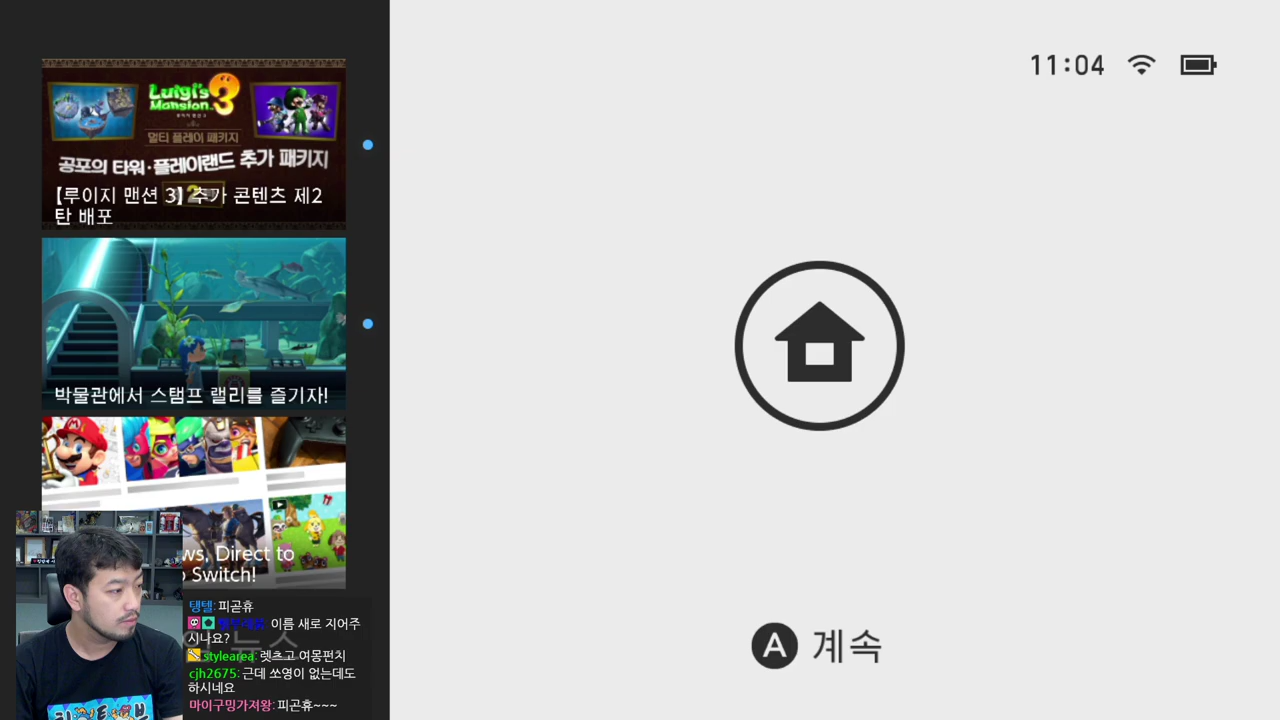 11:04
Luigi's
Mansion 3
멀티 플레이 패키지
공포의 타워·플레이랜드 추가 패키지
【루이지 맨션 3】 추가 콘텐츠 제2
탄 배포
박물관에서 스탬프 랠리를 즐기자!
ws, Direct to
Switch!
뉴스
탱텔: 피곤휴
이름 새로 지어주
시나요?
stylearea: 렛츠고 여몽펀치
cjh2675: 근데 쏘영이 없는데도
하시네요
마이구밍가져왕: 피곤휴~~~
A 계속